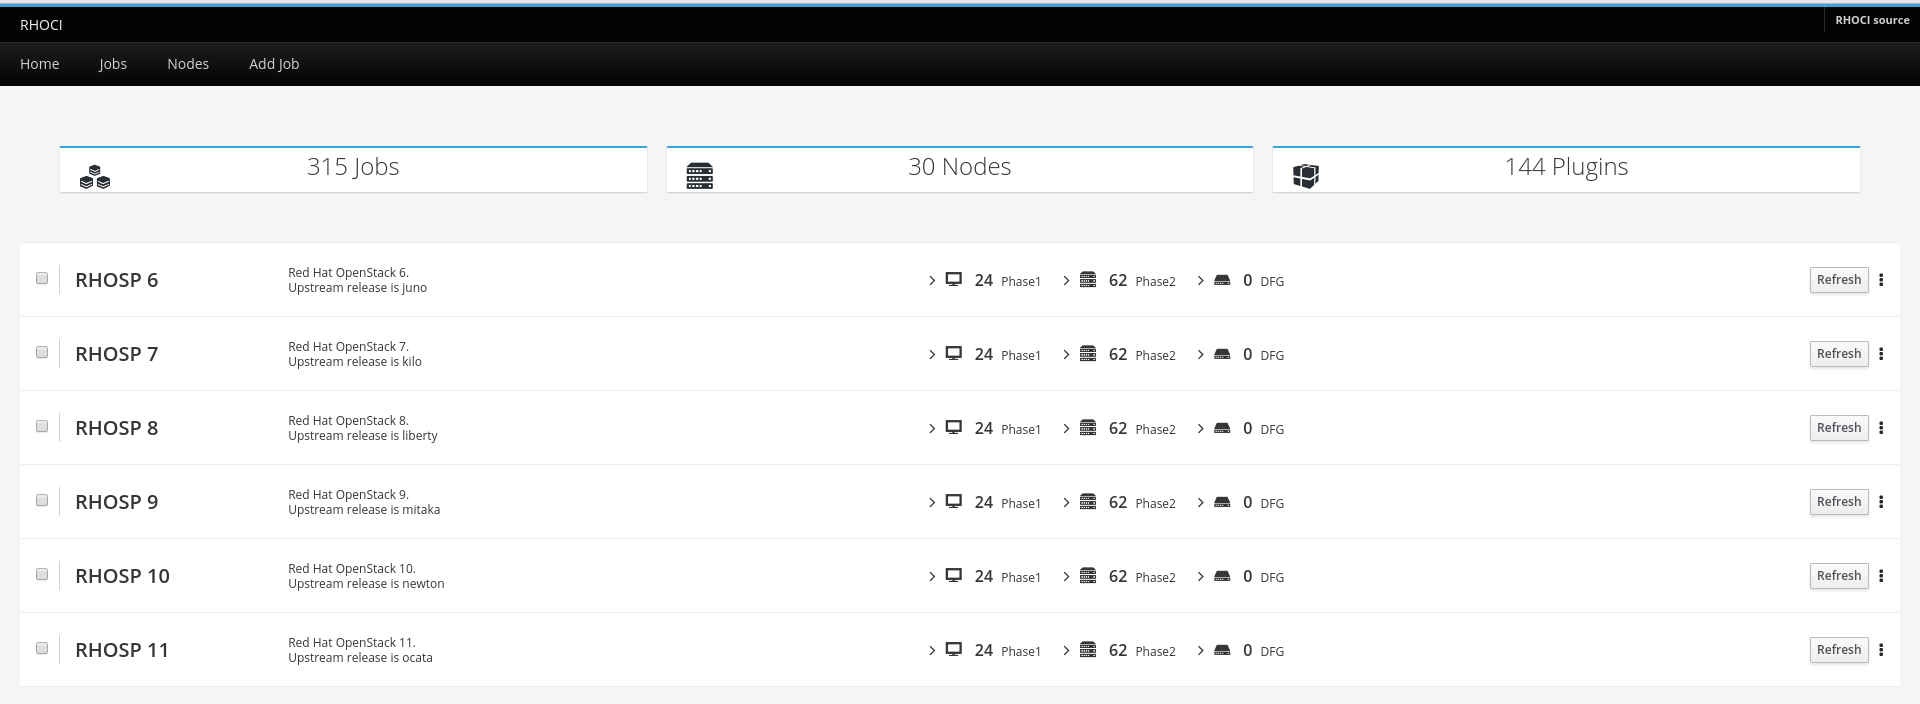 RHOCI
RHOCI source
Home Jobs Nodes Add Job
315 Jobs 30 Nodes 144 Plugins
RHOSP 6
Red Hat OpenStack 6.
Upstream release is juno
24 Phase1 62 Phase2 0 DFG
Refresh
RHOSP 7
Red Hat OpenStack 7.
Upstream release is kilo
24 Phase1 62 Phase2 0 DFG
Refresh
RHOSP 8
Red Hat OpenStack 8.
Upstream release is liberty
24 Phase1 62 Phase2 0 DFG
Refresh
RHOSP 9
Red Hat OpenStack 9.
Upstream release is mitaka
24 Phase1 62 Phase2 0 DFG
Refresh
RHOSP 10
Red Hat OpenStack 10.
Upstream release is newton
24 Phase1 62 Phase2 0 DFG
Refresh
RHOSP 11
Red Hat OpenStack 11.
Upstream release is ocata
24 Phase1 62 Phase2 0 DFG
Refresh